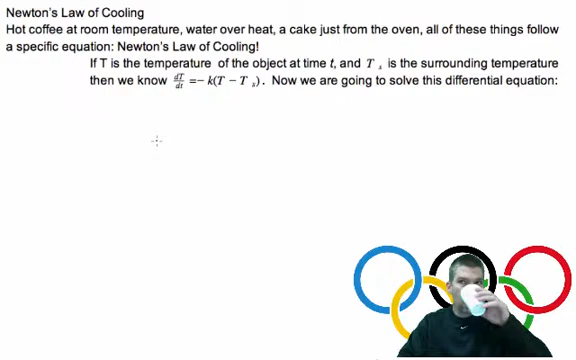 Newton's Law of Cooling
Hot coffee at room temperature, water over heat, a cake just from the oven, all of these things follow
a specific equation: Newton's Law of Cooling!
If T is the temperature of the object at time t, and T s is the surrounding temperature
then we know dT/dt =− k(T − T s). Now we are going to solve this differential equation: